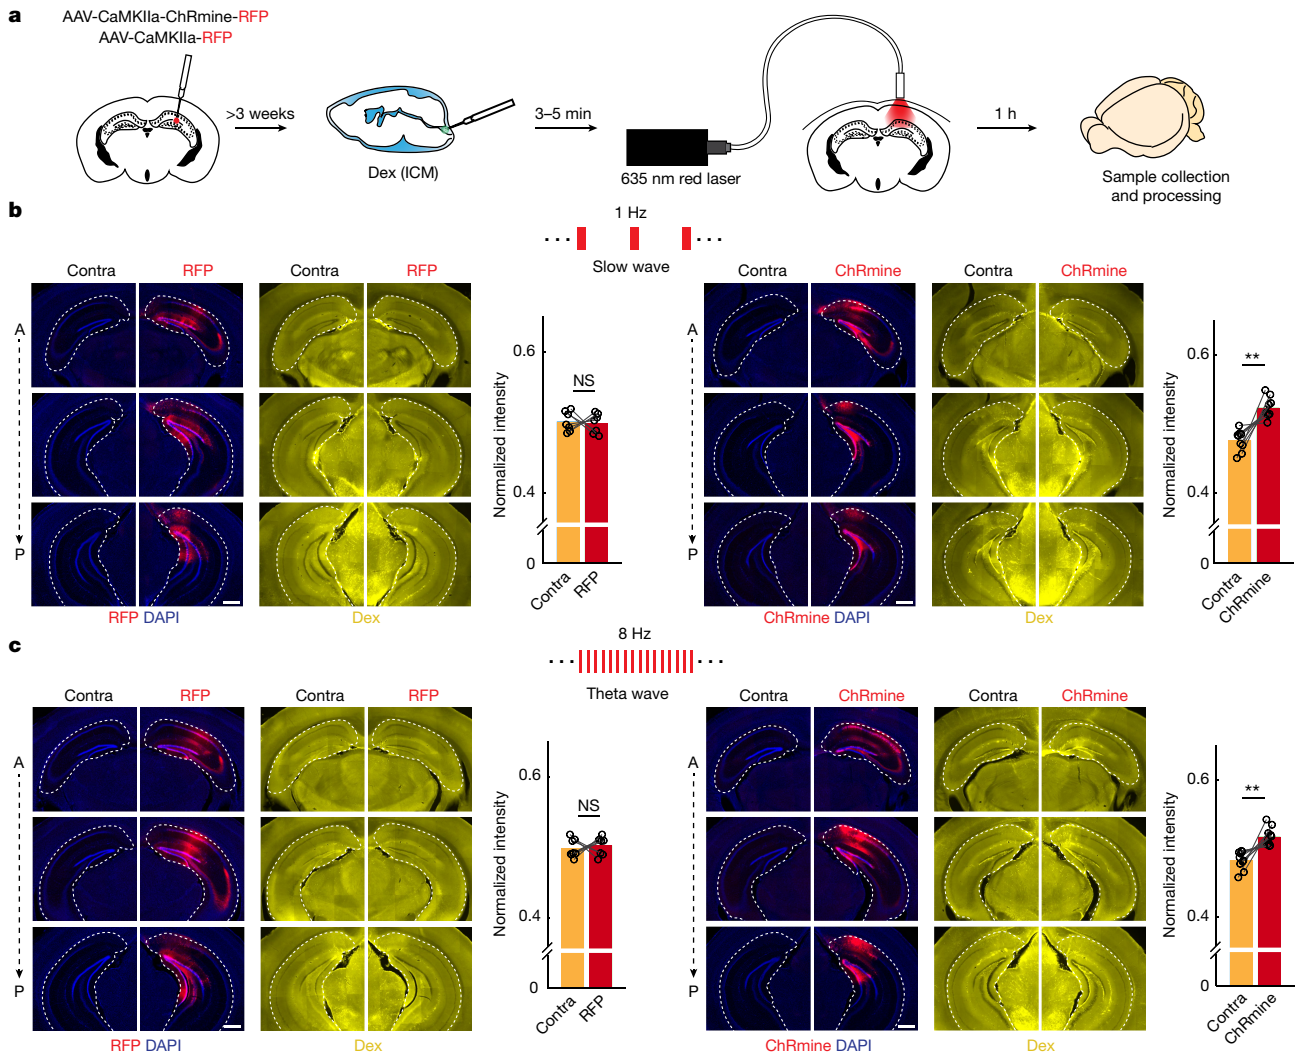 a
AAV-CaMKIIa-ChRmine-RFP
AAV-CaMKIIa-RFP
>3 weeks
Dex (ICM)
3–5 min
635 nm red laser
1 h
Sample collection
and processing
b
1 Hz
Slow wave
Contra RFP Contra RFP
A
P
RFP DAPI
Dex
Normalized intensity
0.6
0.4
0
NS
Contra
RFP
Contra ChRmine Contra ChRmine
A
P
ChRmine DAPI
Dex
Normalized intensity
0.6
0.4
0
**
Contra
ChRmine
c
8 Hz
Theta wave
Contra RFP Contra RFP
A
P
RFP DAPI
Dex
Normalized intensity
0.6
0.4
0
NS
Contra
RFP
Contra ChRmine Contra ChRmine
A
P
ChRmine DAPI
Dex
Normalized intensity
0.6
0.4
0
**
Contra
ChRmine